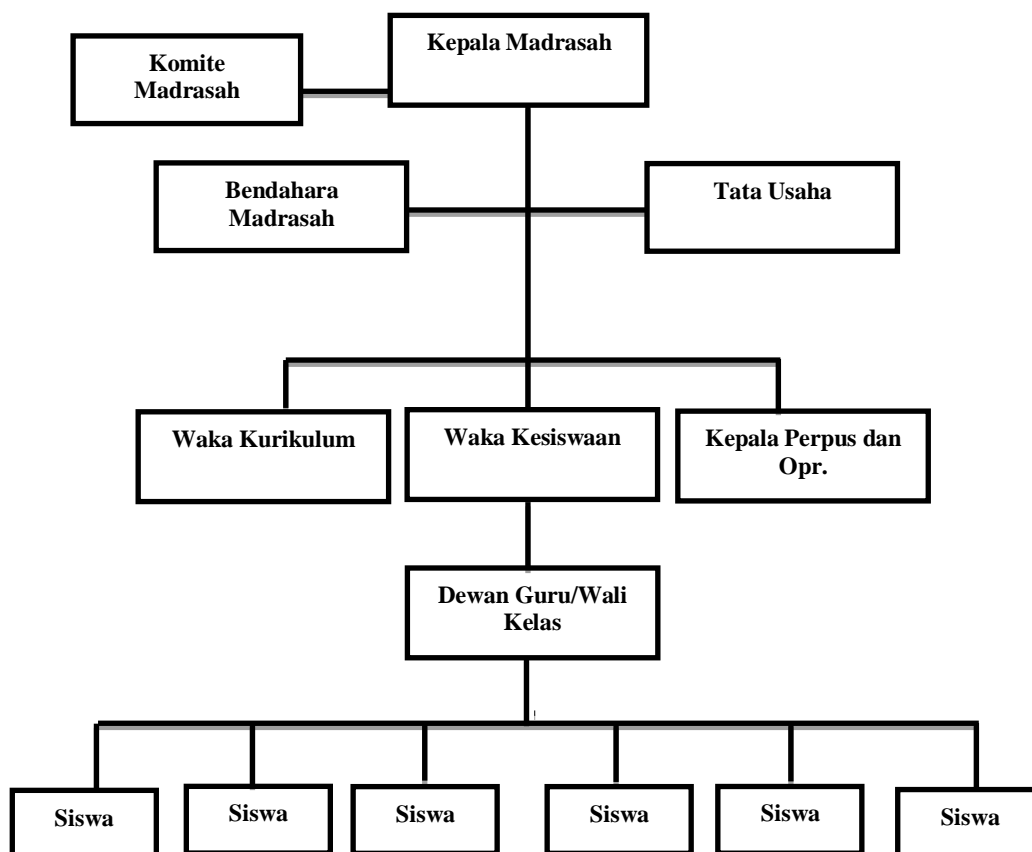 Kepala Madrasah
Komite
Madrasah
Bendahara
Madrasah
Tata Usaha
Waka Kurikulum
Waka Kesiswaan
Kepala Perpus dan
Opr.
Dewan Guru/Wali
Kelas
Siswa
Siswa
Siswa
Siswa
Siswa
Siswa